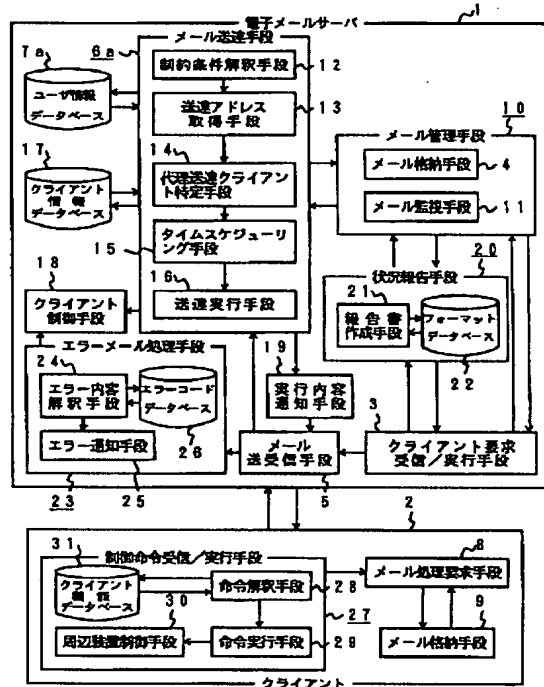 1
電子メールサーバ
メール送達手段
7a
6a
ユーザ情報
データベース
制約条件解釈手段
12
送達アドレス
取得手段
13
14
代理送達クライアント
特定手段
17
クライアント
情報
データベース
15
タイムスケジューリ
ング手段
16
送達実行手段
10
メール管理手段
メール格納手段
4
メール監視手段
11
20
状況報告手段
21
報告書
作成手段
フォーマット
データベース
22
18
クライアント
制御手段
エラーメール処理手段
24
エラー内容
解釈手段
エラーコード
データベース
26
エラー通知手段
23
25
19
実行内容
通知手段
メール
送受信手段
5
3
クライアント要求
受信/実行手段
2
31
制御命令受信/実行手段
クライアント
データベース
30
命令解釈手段
28
27
周辺装置制御手段
命令実行手段
29
8
メール処理要求手段
9
メール格納手段
クライアント